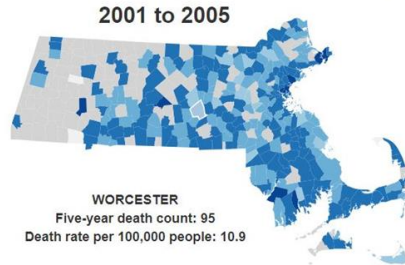 2001 to 2005
WORCESTER
Five-year death count: 95
Death rate per 100,000 people: 10.9